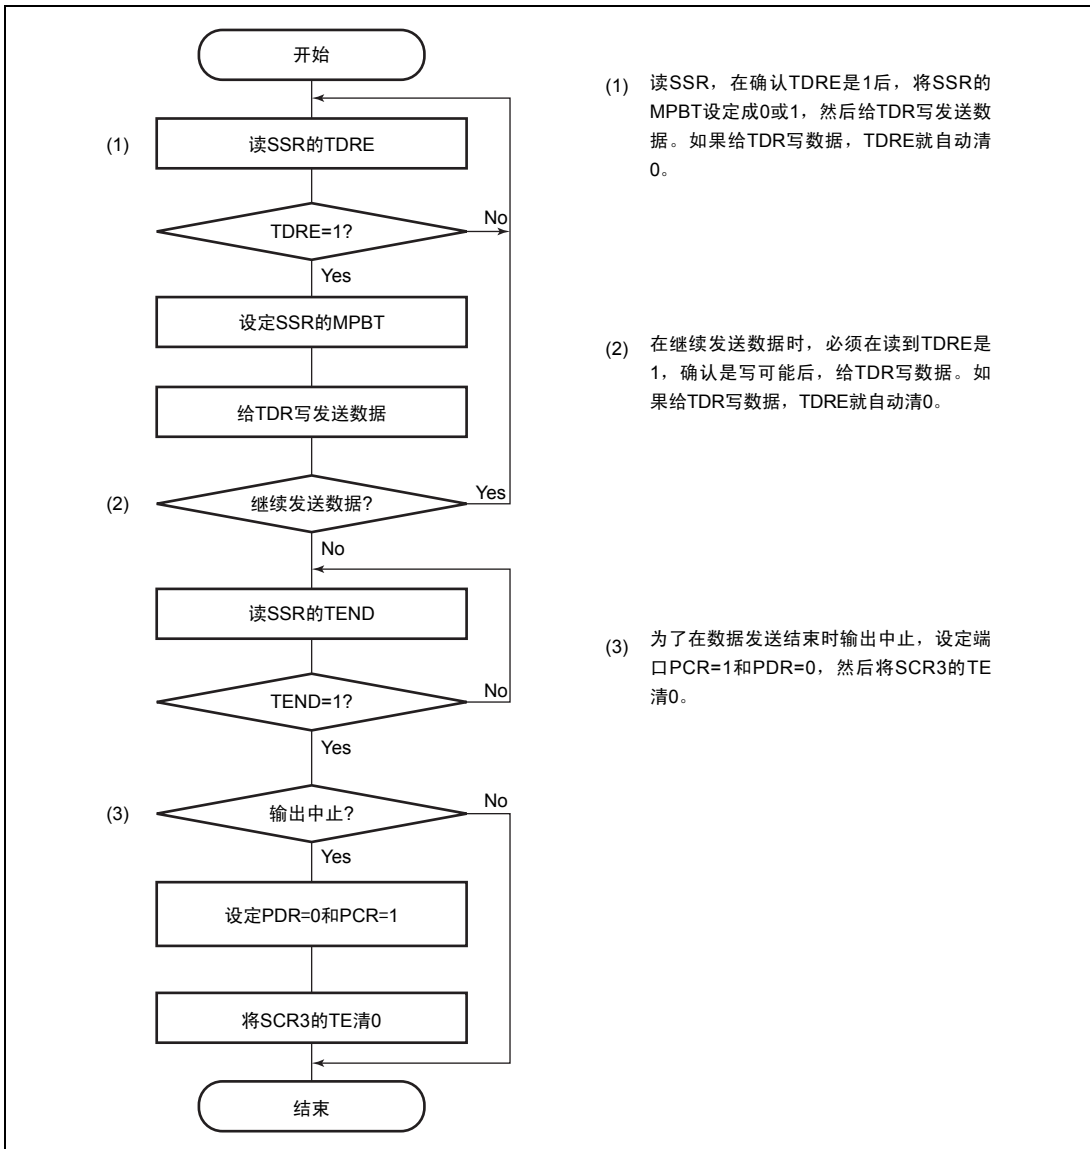 开始
(1)
读SSR的TDRE
TDRE=1?
No
Yes
设定SSR的MPBT
给TDR写发送数据
(2)
继续发送数据?
Yes
No
读SSR的TEND
TEND=1?
No
Yes
(3)
输出中止?
No
Yes
设定PDR=0和PCR=1
将SCR3的TE清0
结束
(1) 读SSR，在确认TDRE是1后，将SSR的
MPBT设定成0或1，然后给TDR写发送数
据。如果给TDR写数据，TDRE就自动清
0。
(2) 在继续发送数据时，必须在读到TDRE是
1，确认是写可能后，给TDR写数据。如
果给TDR写数据，TDRE就自动清0。
(3) 为了在数据发送结束时输出中止，设定端
口PCR=1和PDR=0，然后将SCR3的TE
清0。